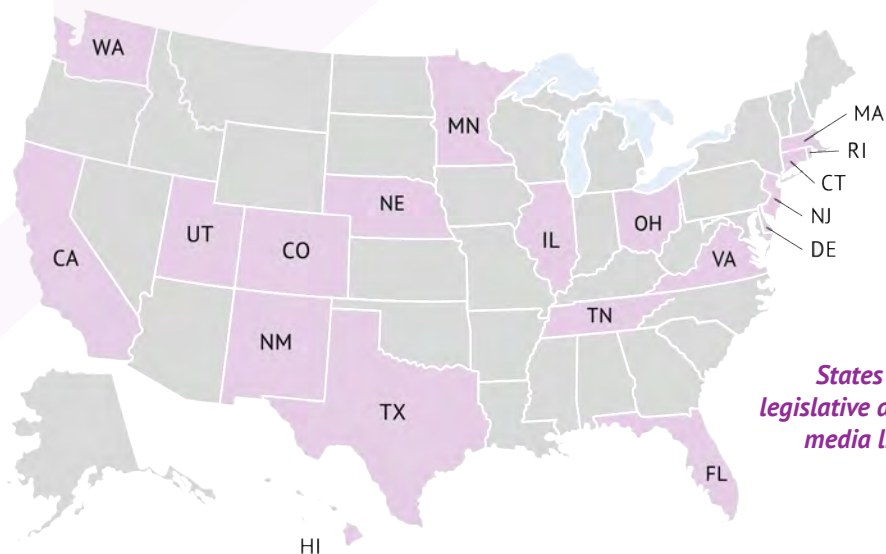 WA
MN
MA
RI
CT
NJ
DE
NE
UT
CO
CA
IL
OH
VA
TN
NM
TX
FL
HI
States
legislative
media